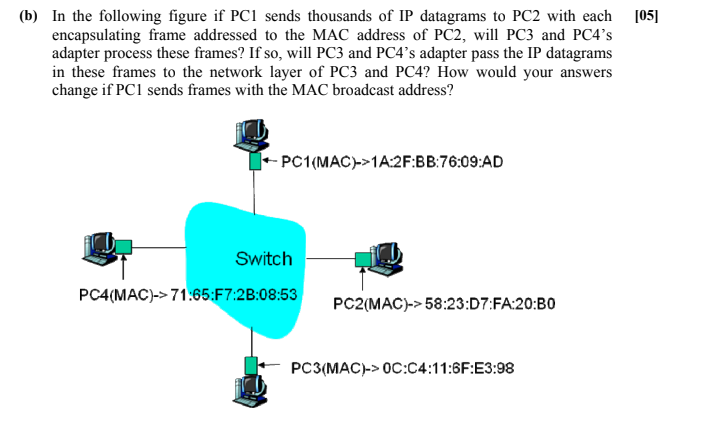 (b) In the following figure if PC1 sends thousands of IP datagrams to PC2 with each [05]
encapsulating frame addressed to the MAC address of PC2, will PC3 and PC4's
adapter process these frames? If so, will PC3 and PC4's adapter pass the IP datagrams
in these frames to the network layer of PC3 and PC4? How would your answers
change if PC1 sends frames with the MAC broadcast address?
PC1(MAC)->1A:2F:BB:76:09:AD
Switch
PC4(MAC)-> 71:65:F7:2B:08:53
PC2(MAC)-> 58:23:D7:FA:20:B0
PC3(MAC)-> 0C:C4:11:6F:E3:98